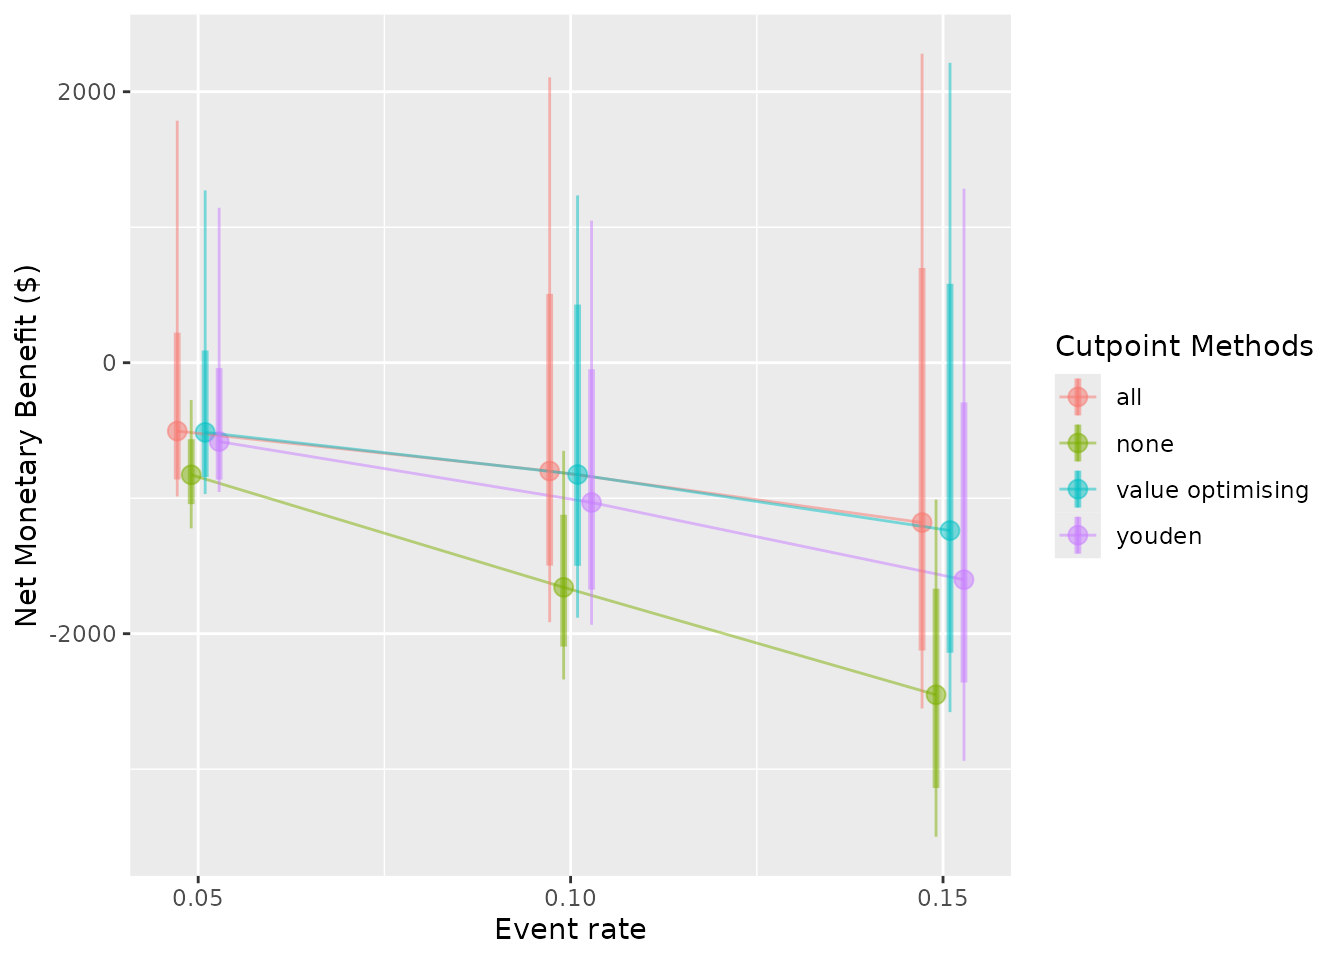 2000
0
-2000
Net Monetary Benefit ($)
0.05
0.10
0.15
Event rate
Cutpoint Methods
all
none
value optimising
youden